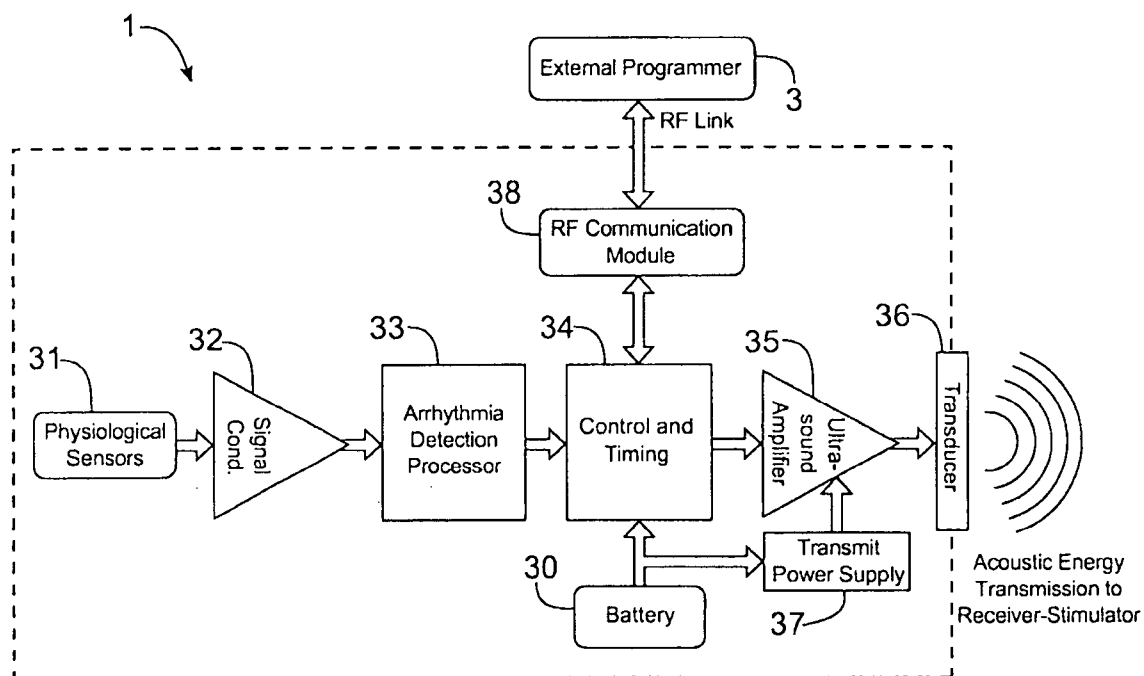 1
External Programmer
3
RF Link
38
RF Communication
Module
36
33
34
35
32
31
Physiological
Sensors
Signal
Cond.
Arrhythmia
Detection
Processor
Control and
Timing
Ultra-
sound
Amplifier
Transducer
30
Battery
Transmit
Power Supply
37
Acoustic Energy
Transmission to
Receiver-Stimulator